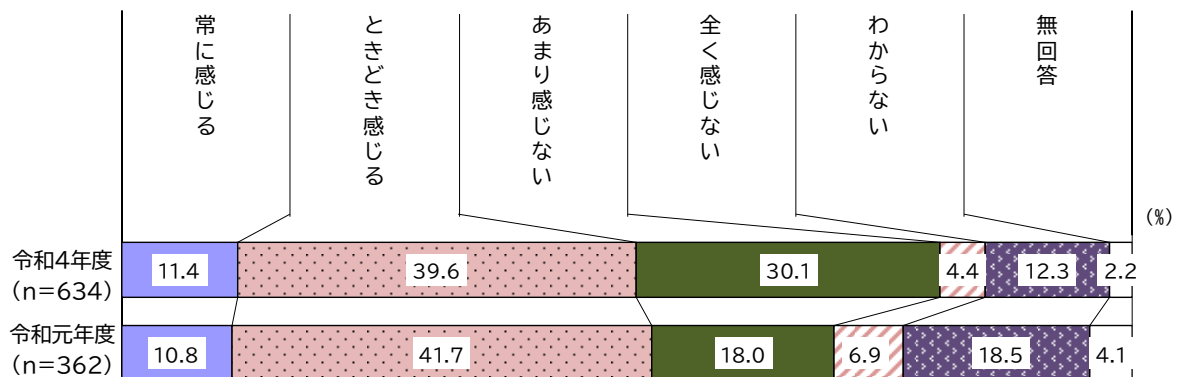 常に感じる
ときどき感じる
あまり感じない
全く感じない
わからない
無回答
(%)
令和4年度
(n=634)
11.4
39.6
30.1
4.4
12.3
2.2
令和元年度
(n=362)
10.8
41.7
18.0
6.9
18.5
4.1